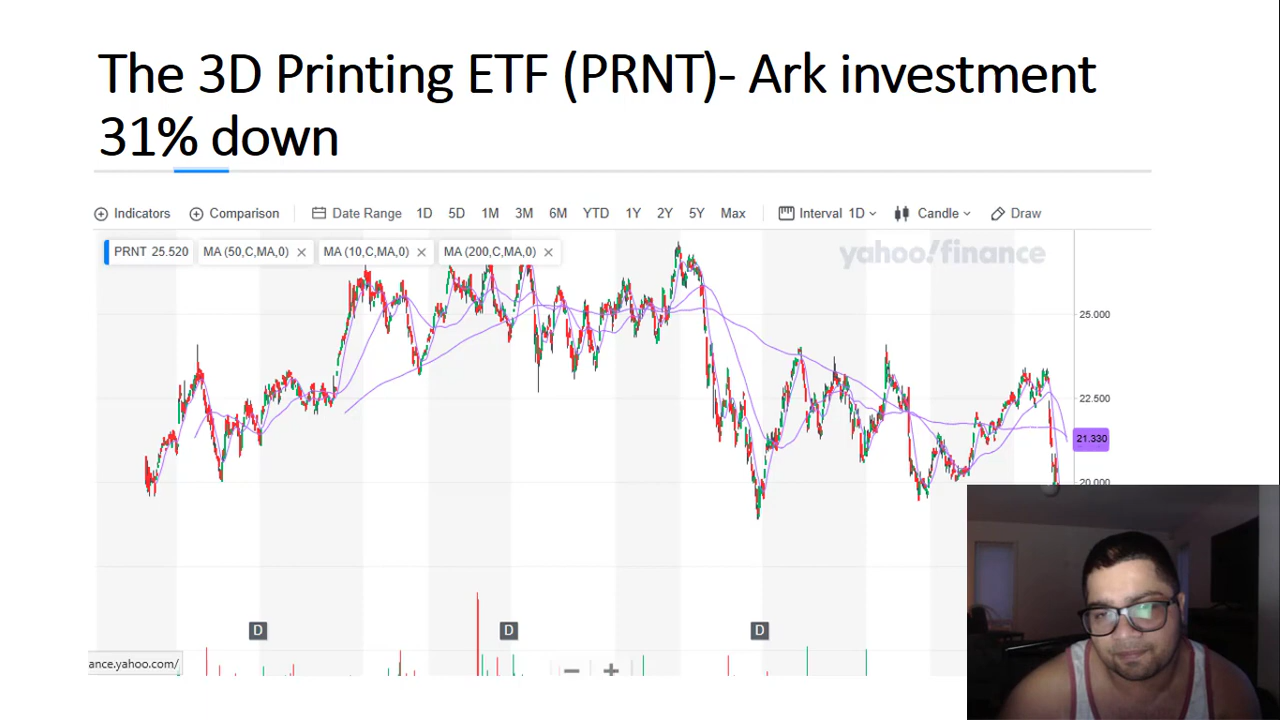 The 3D Printing ETF (PRNT)- Ark investment
31% down
Indicators Comparison Date Range 1D 5D 1M 3M 6M YTD 1Y 2Y 5Y Max Interval 1D Candle Draw
PRNT 25.520 MA (50,C,MA,0) MA (10,C,MA,0) MA (200,C,MA,0)
yahoo!finance
25.000
22.500
21.330
20.000
D D D
ance.yahoo.com/